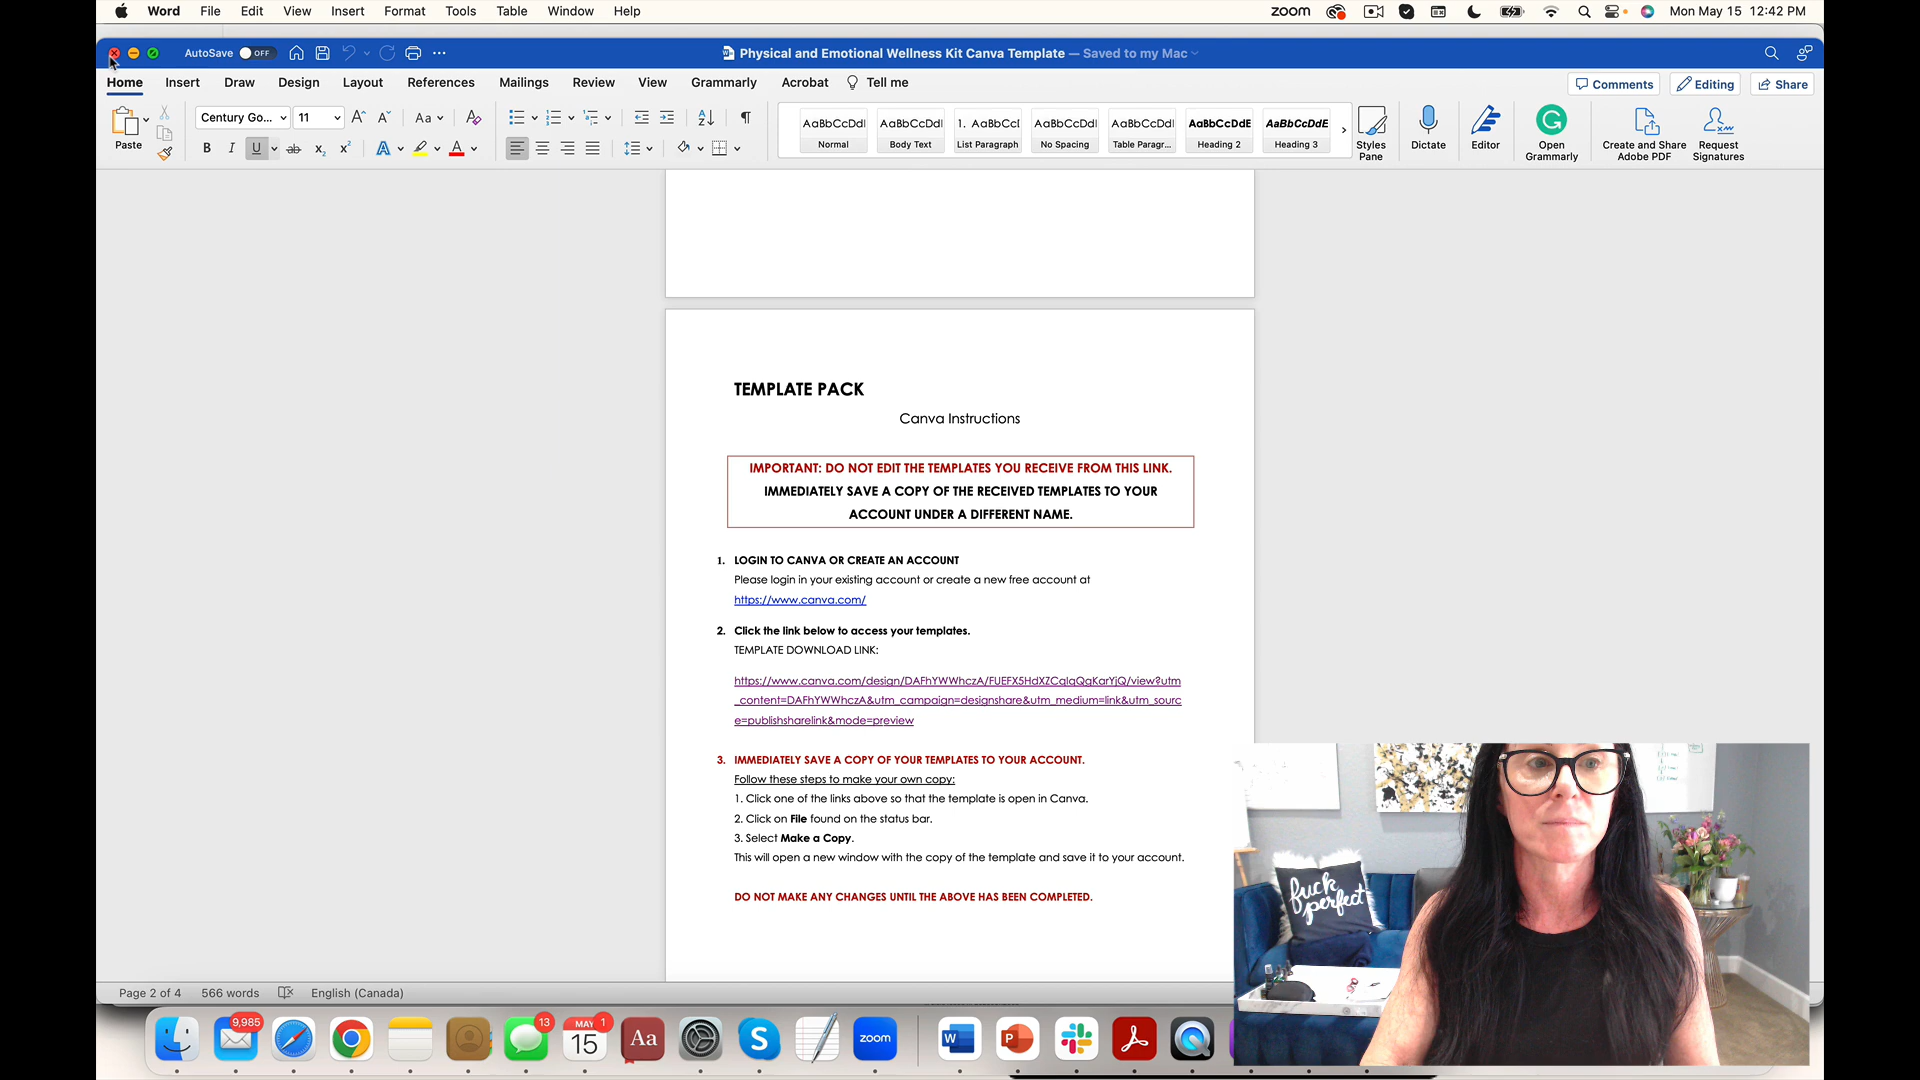 Word File Edit View Insert Format Tools Table Window Help
zoom Mon May 15 12:42 PM
AutoSave OFF
Physical and Emotional Wellness Kit Canva Template — Saved to my Mac
Home Insert Draw Design Layout References Mailings Review View Grammarly Acrobat Tell me
Comments Editing Share
Paste
Century Go... 11
B I U ab x₂ x²
AaBbCcDdl AaBbCcDdl 1. AaBbCcl AaBbCcDdl AaBbCcDdl AaBbCcDdE AaBbCcDdE
Normal Body Text List Paragraph No Spacing Table Paragr... Heading 2 Heading 3
Styles Pane
Dictate
Editor
Open Grammarly
Create and Share Adobe PDF
Request Signatures
TEMPLATE PACK
Canva Instructions
IMPORTANT: DO NOT EDIT THE TEMPLATES YOU RECEIVE FROM THIS LINK.
IMMEDIATELY SAVE A COPY OF THE RECEIVED TEMPLATES TO YOUR
ACCOUNT UNDER A DIFFERENT NAME.
1. LOGIN TO CANVA OR CREATE AN ACCOUNT
Please login in your existing account or create a new free account at
https://www.canva.com/
2. Click the link below to access your templates.
TEMPLATE DOWNLOAD LINK:
https://www.canva.com/design/DAFhYWWhczA/FUEFX5HdXZCqlqQgKarYjQ/view?utm
_content=DAFhYWWhczA&utm_campaign=designshare&utm_medium=link&utm_sourc
e=publishsharelink&mode=preview
3. IMMEDIATELY SAVE A COPY OF YOUR TEMPLATES TO YOUR ACCOUNT.
Follow these steps to make your own copy:
1. Click one of the links above so that the template is open in Canva.
2. Click on File found on the status bar.
3. Select Make a Copy.
This will open a new window with the copy of the template and save it to your account.
DO NOT MAKE ANY CHANGES UNTIL THE ABOVE HAS BEEN COMPLETED.
fuck
perfect
Page 2 of 4 566 words English (Canada)
9,985
13
MAY 1
15
Aa
zoom